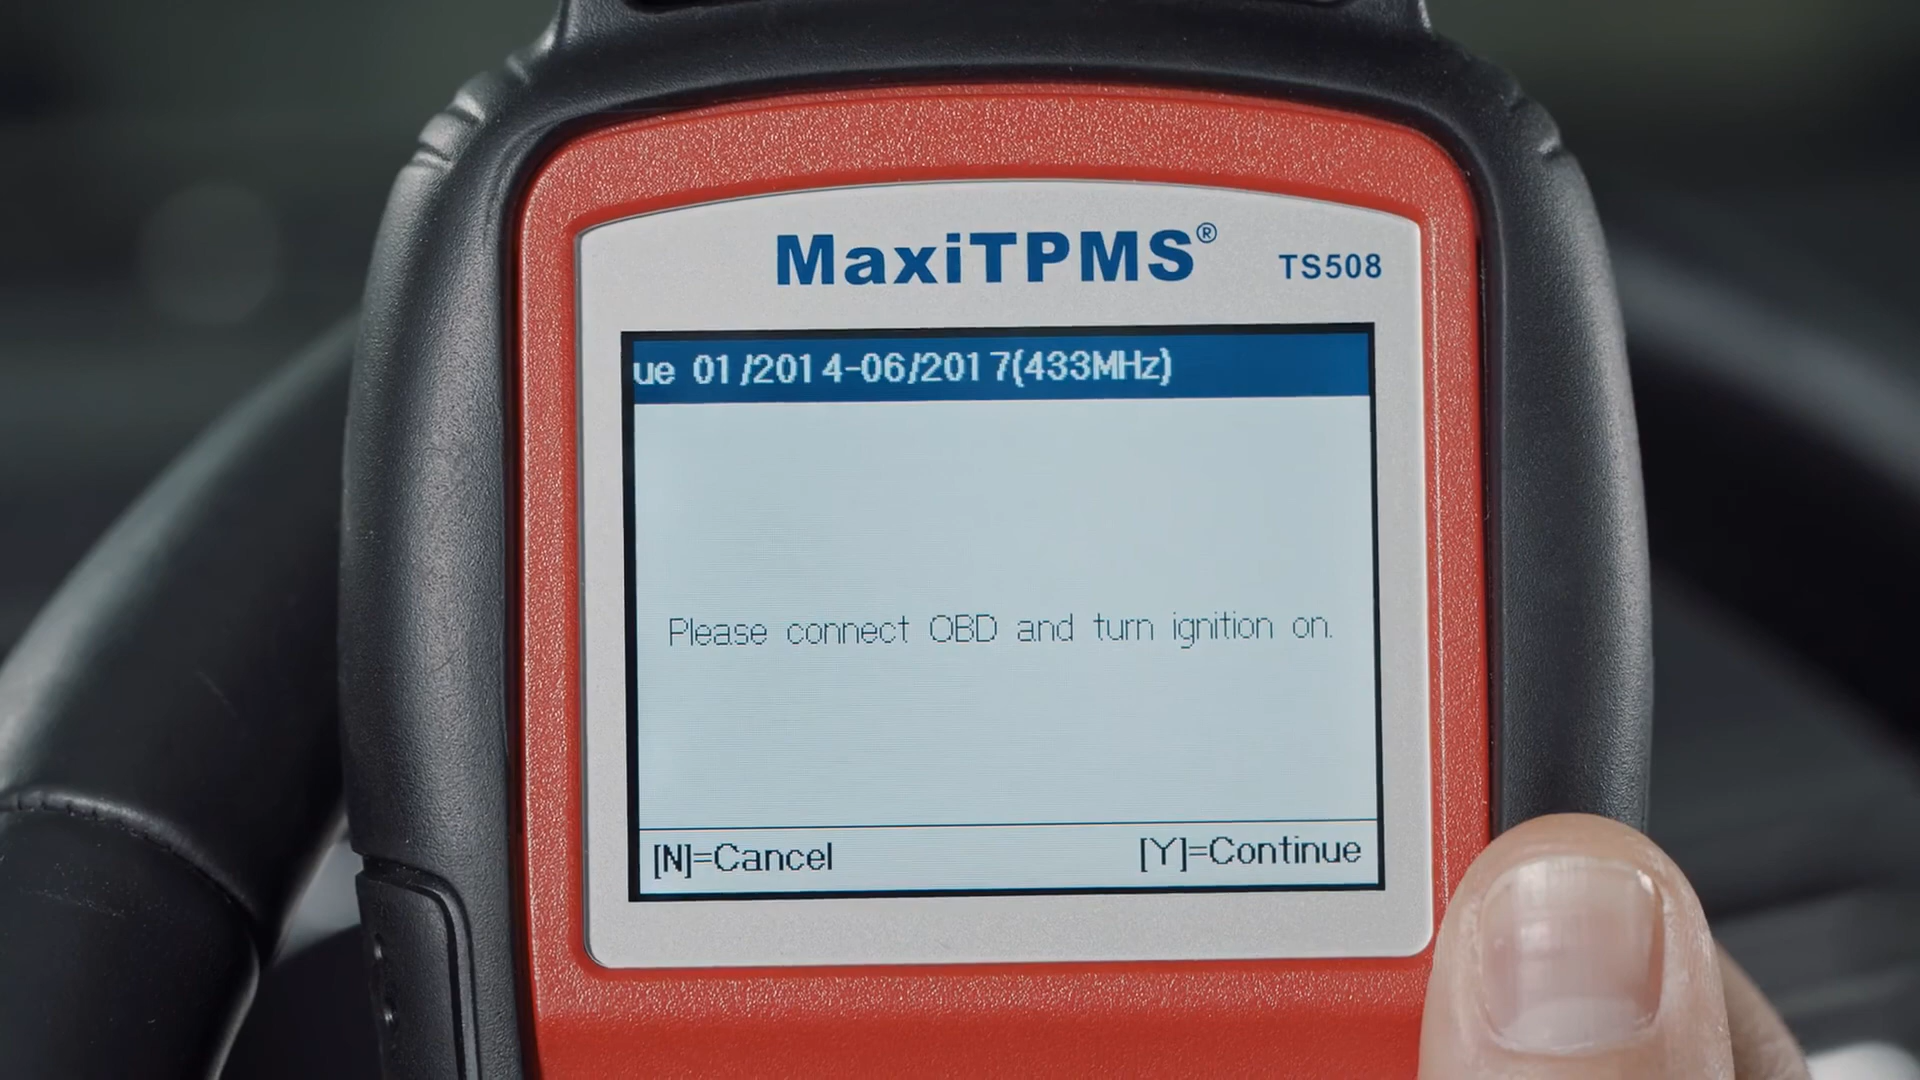 MaxiTPMS®
TS508
ue 01/2014-06/2017(433MHz)
Please connect OBD and turn ignition on.
[N]=Cancel
[Y]=Continue